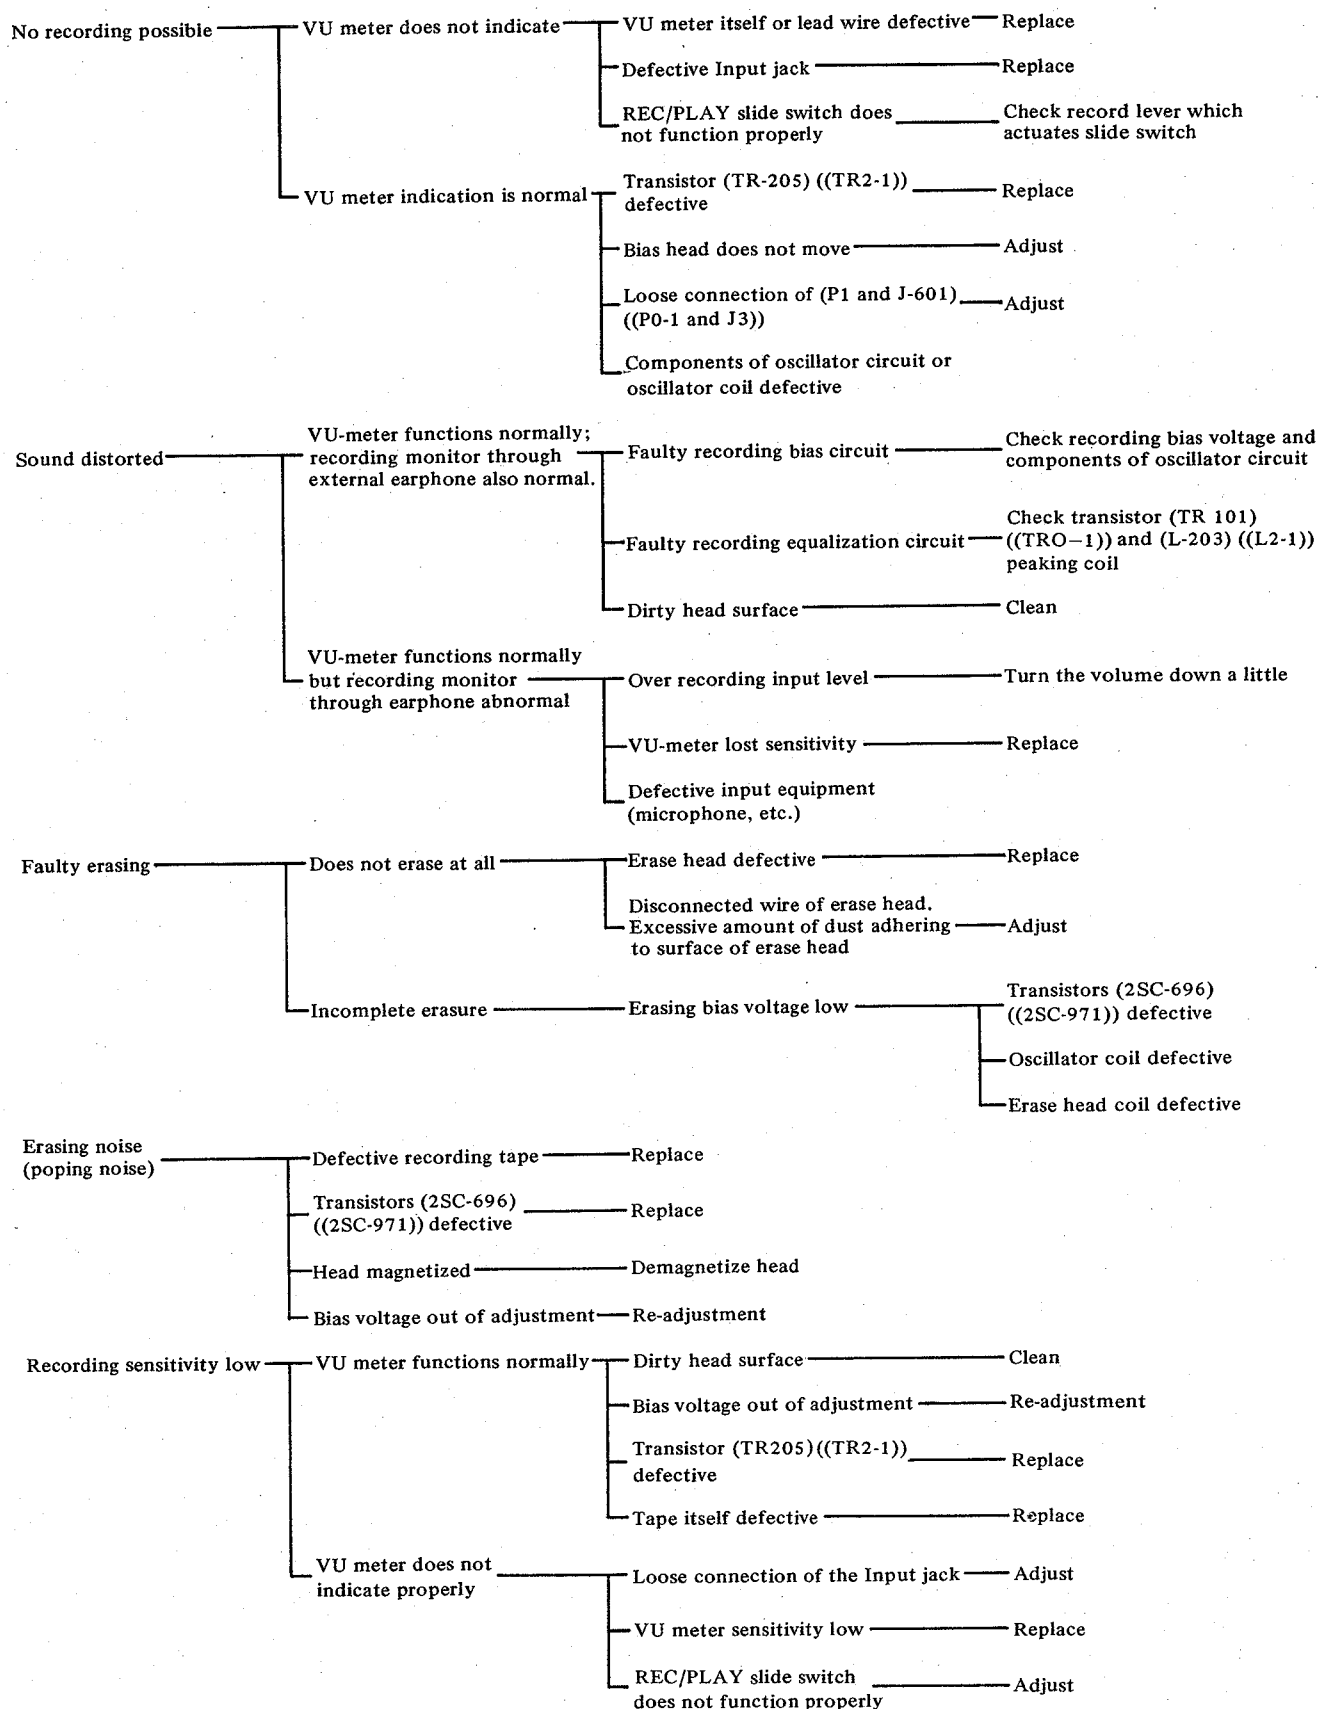 No recording possible
VU meter does not indicate
VU meter itself or lead wire defective
Replace
Defective Input jack
Replace
REC/PLAY slide switch does
not function properly
Check record lever which
actuates slide switch
VU meter indication is normal
Transistor (TR-205) ((TR2-1))
defective
Replace
Bias head does not move
Adjust
Loose connection of (P1 and J-601)
((P0-1 and J3))
Adjust
Components of oscillator circuit or
oscillator coil defective
Sound distorted
VU-meter functions normally;
recording monitor through
external earphone also normal.
Faulty recording bias circuit
Check recording bias voltage and
components of oscillator circuit
Faulty recording equalization circuit
Check transistor (TR 101)
((TRO-1)) and (L-203) ((L2-1))
peaking coil
Dirty head surface
Clean
VU-meter functions normally
but recording monitor
through earphone abnormal
Over recording input level
Turn the volume down a little
VU-meter lost sensitivity
Replace
Defective input equipment
(microphone, etc.)
Faulty erasing
Does not erase at all
Erase head defective
Replace
Disconnected wire of erase head.
Excessive amount of dust adhering
to surface of erase head
Adjust
Incomplete erasure
Erasing bias voltage low
Transistors (2SC-696)
((2SC-971)) defective
Oscillator coil defective
Erase head coil defective
Erasing noise
(poping noise)
Defective recording tape
Replace
Transistors (2SC-696)
((2SC-971)) defective
Replace
Head magnetized
Demagnetize head
Bias voltage out of adjustment
Re-adjustment
Recording sensitivity low
VU meter functions normally
Dirty head surface
Clean
Bias voltage out of adjustment
Re-adjustment
Transistor (TR205) ((TR2-1))
defective
Replace
Tape itself defective
Replace
VU meter does not
indicate properly
Loose connection of the Input jack
Adjust
VU meter sensitivity low
Replace
REC/PLAY slide switch
does not function properly
Adjust